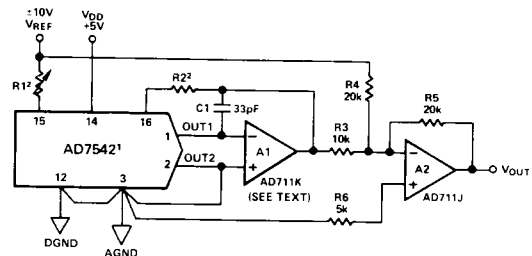 ±10V
VREF
VDD
+5V
R1²
R2²
C1
33pF
R4
20k
R5
20k
15
14
16
OUT1
1
R3
10k
AD7542¹
OUT2
2
−
A1
+
−
A2
+
VOUT
AD711K
(SEE TEXT)
AD711J
12
3
R6
5k
DGND
AGND